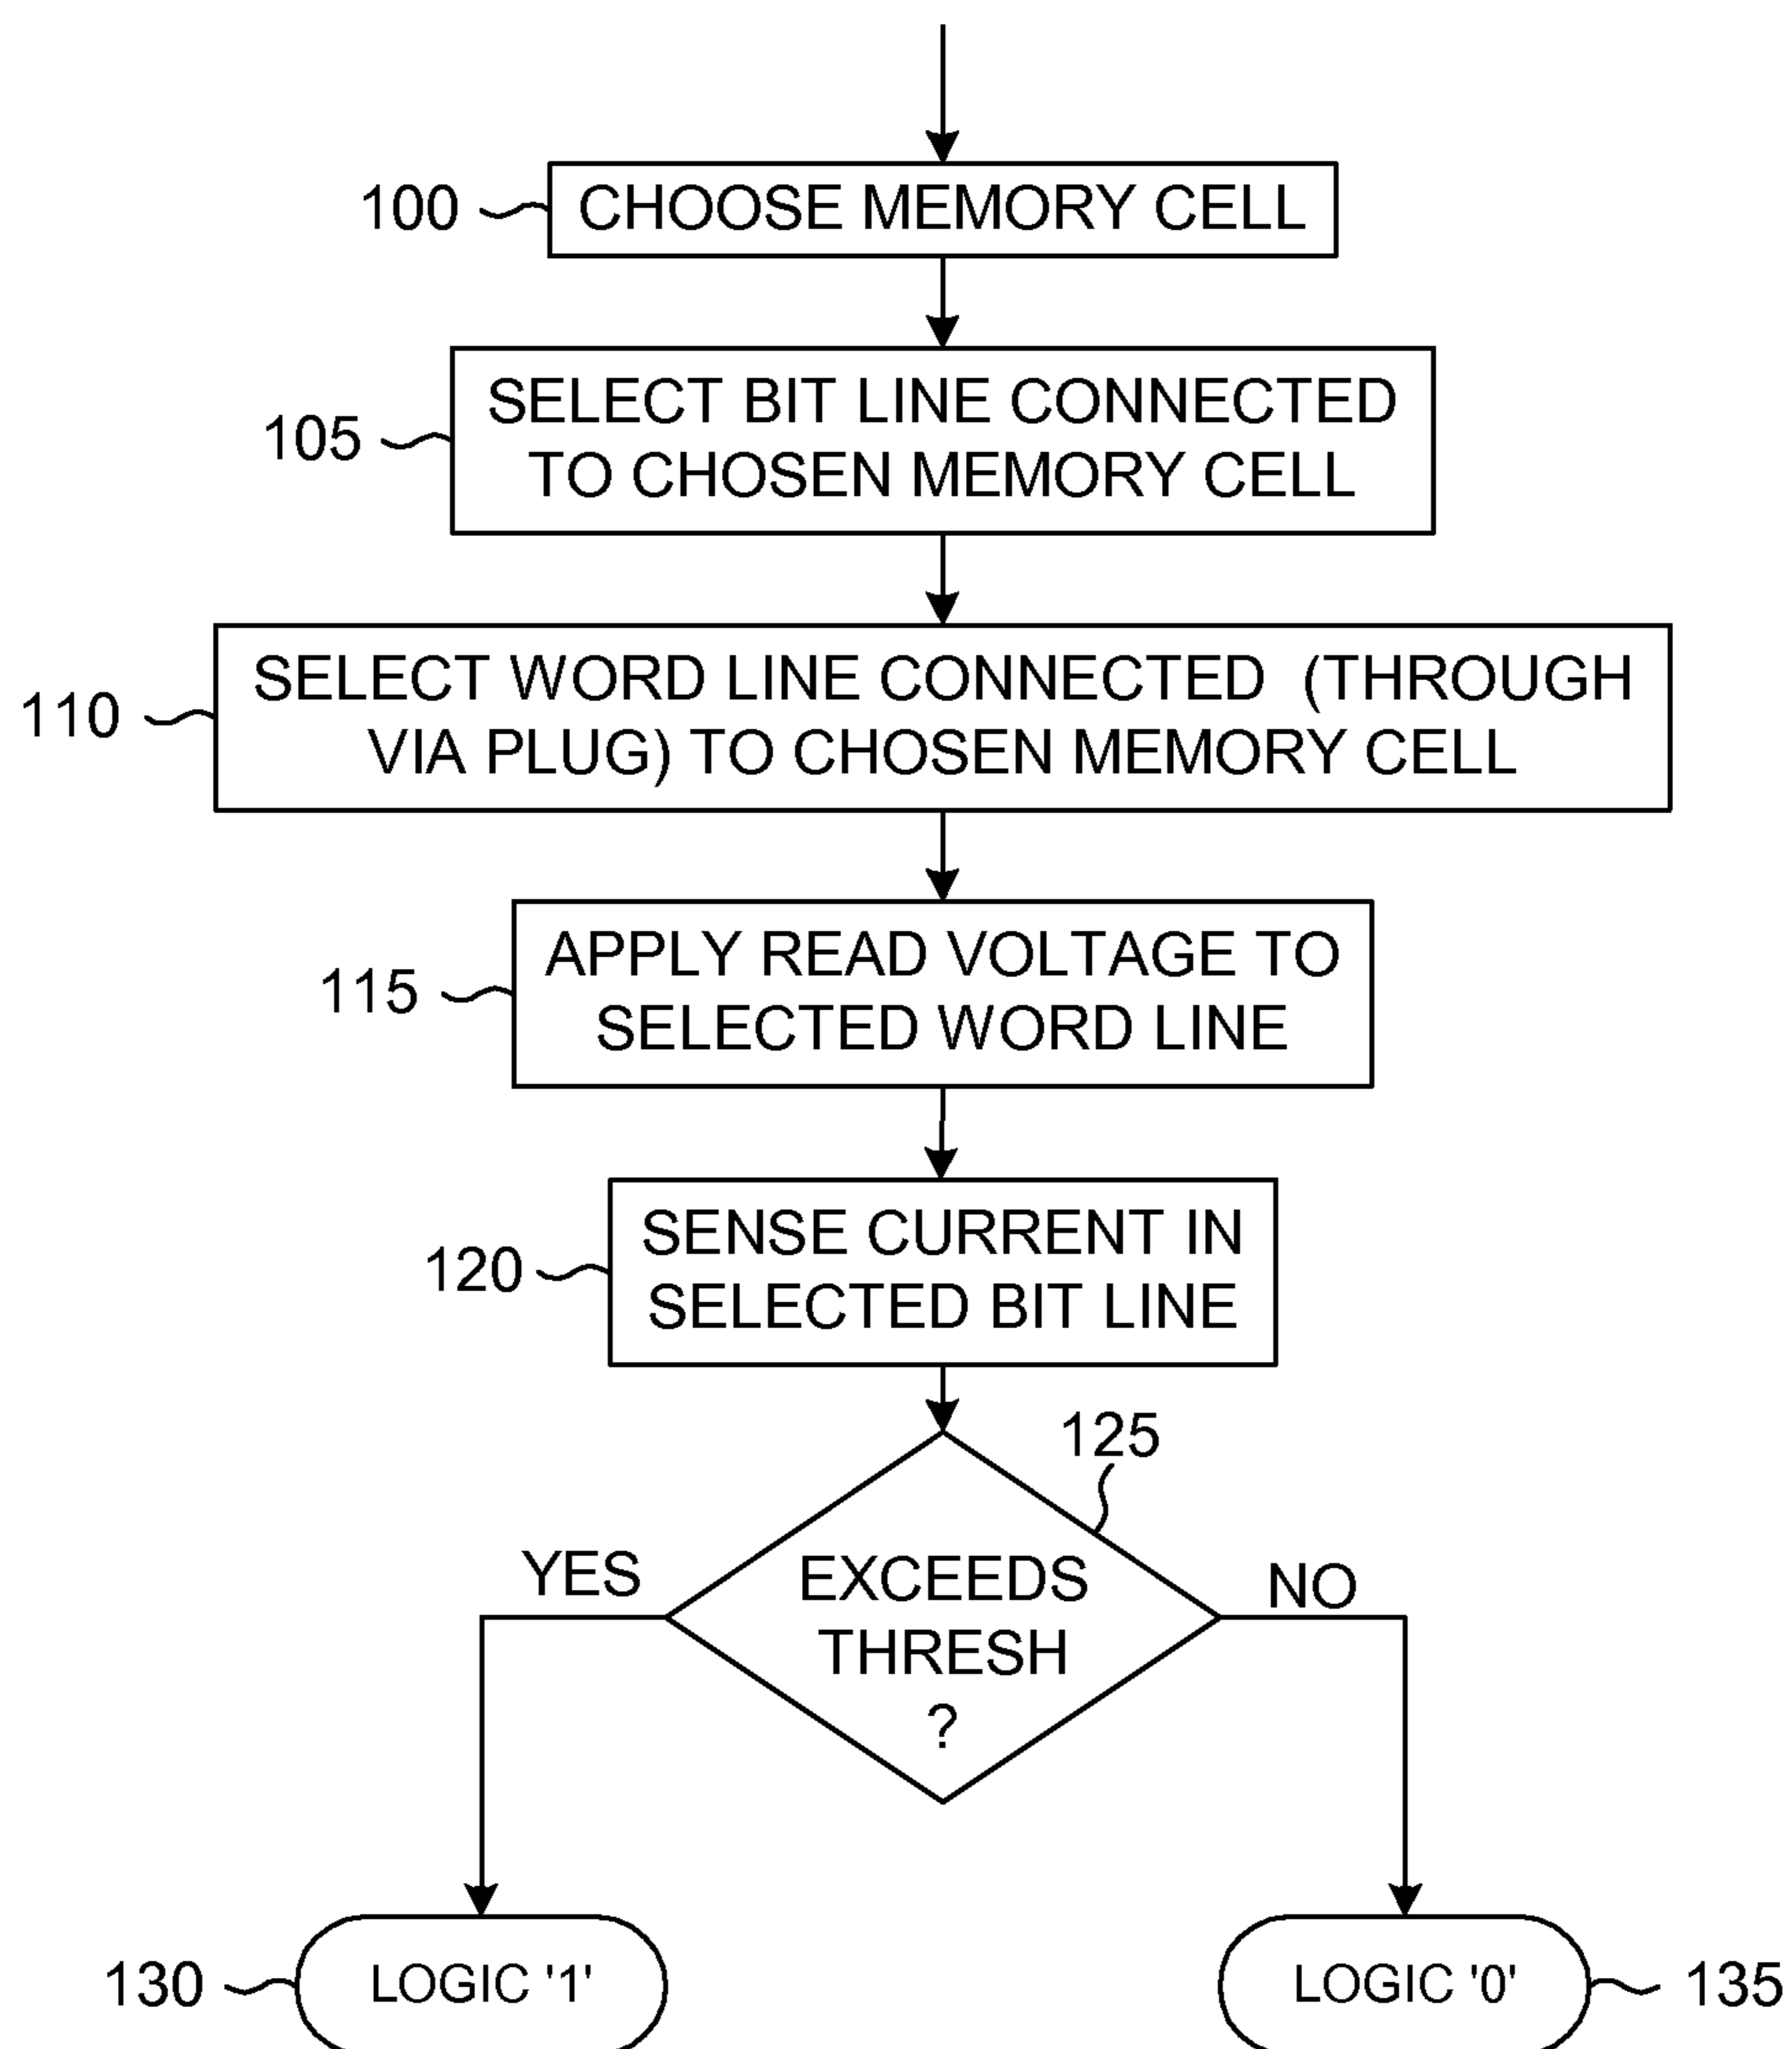 100
CHOOSE MEMORY CELL
105
SELECT BIT LINE CONNECTED
TO CHOSEN MEMORY CELL
110
SELECT WORD LINE CONNECTED (THROUGH
VIA PLUG) TO CHOSEN MEMORY CELL
115
APPLY READ VOLTAGE TO
SELECTED WORD LINE
120
SENSE CURRENT IN
SELECTED BIT LINE
125
YES
EXCEEDS
THRESH
?
NO
130
LOGIC '1'
LOGIC '0'
135